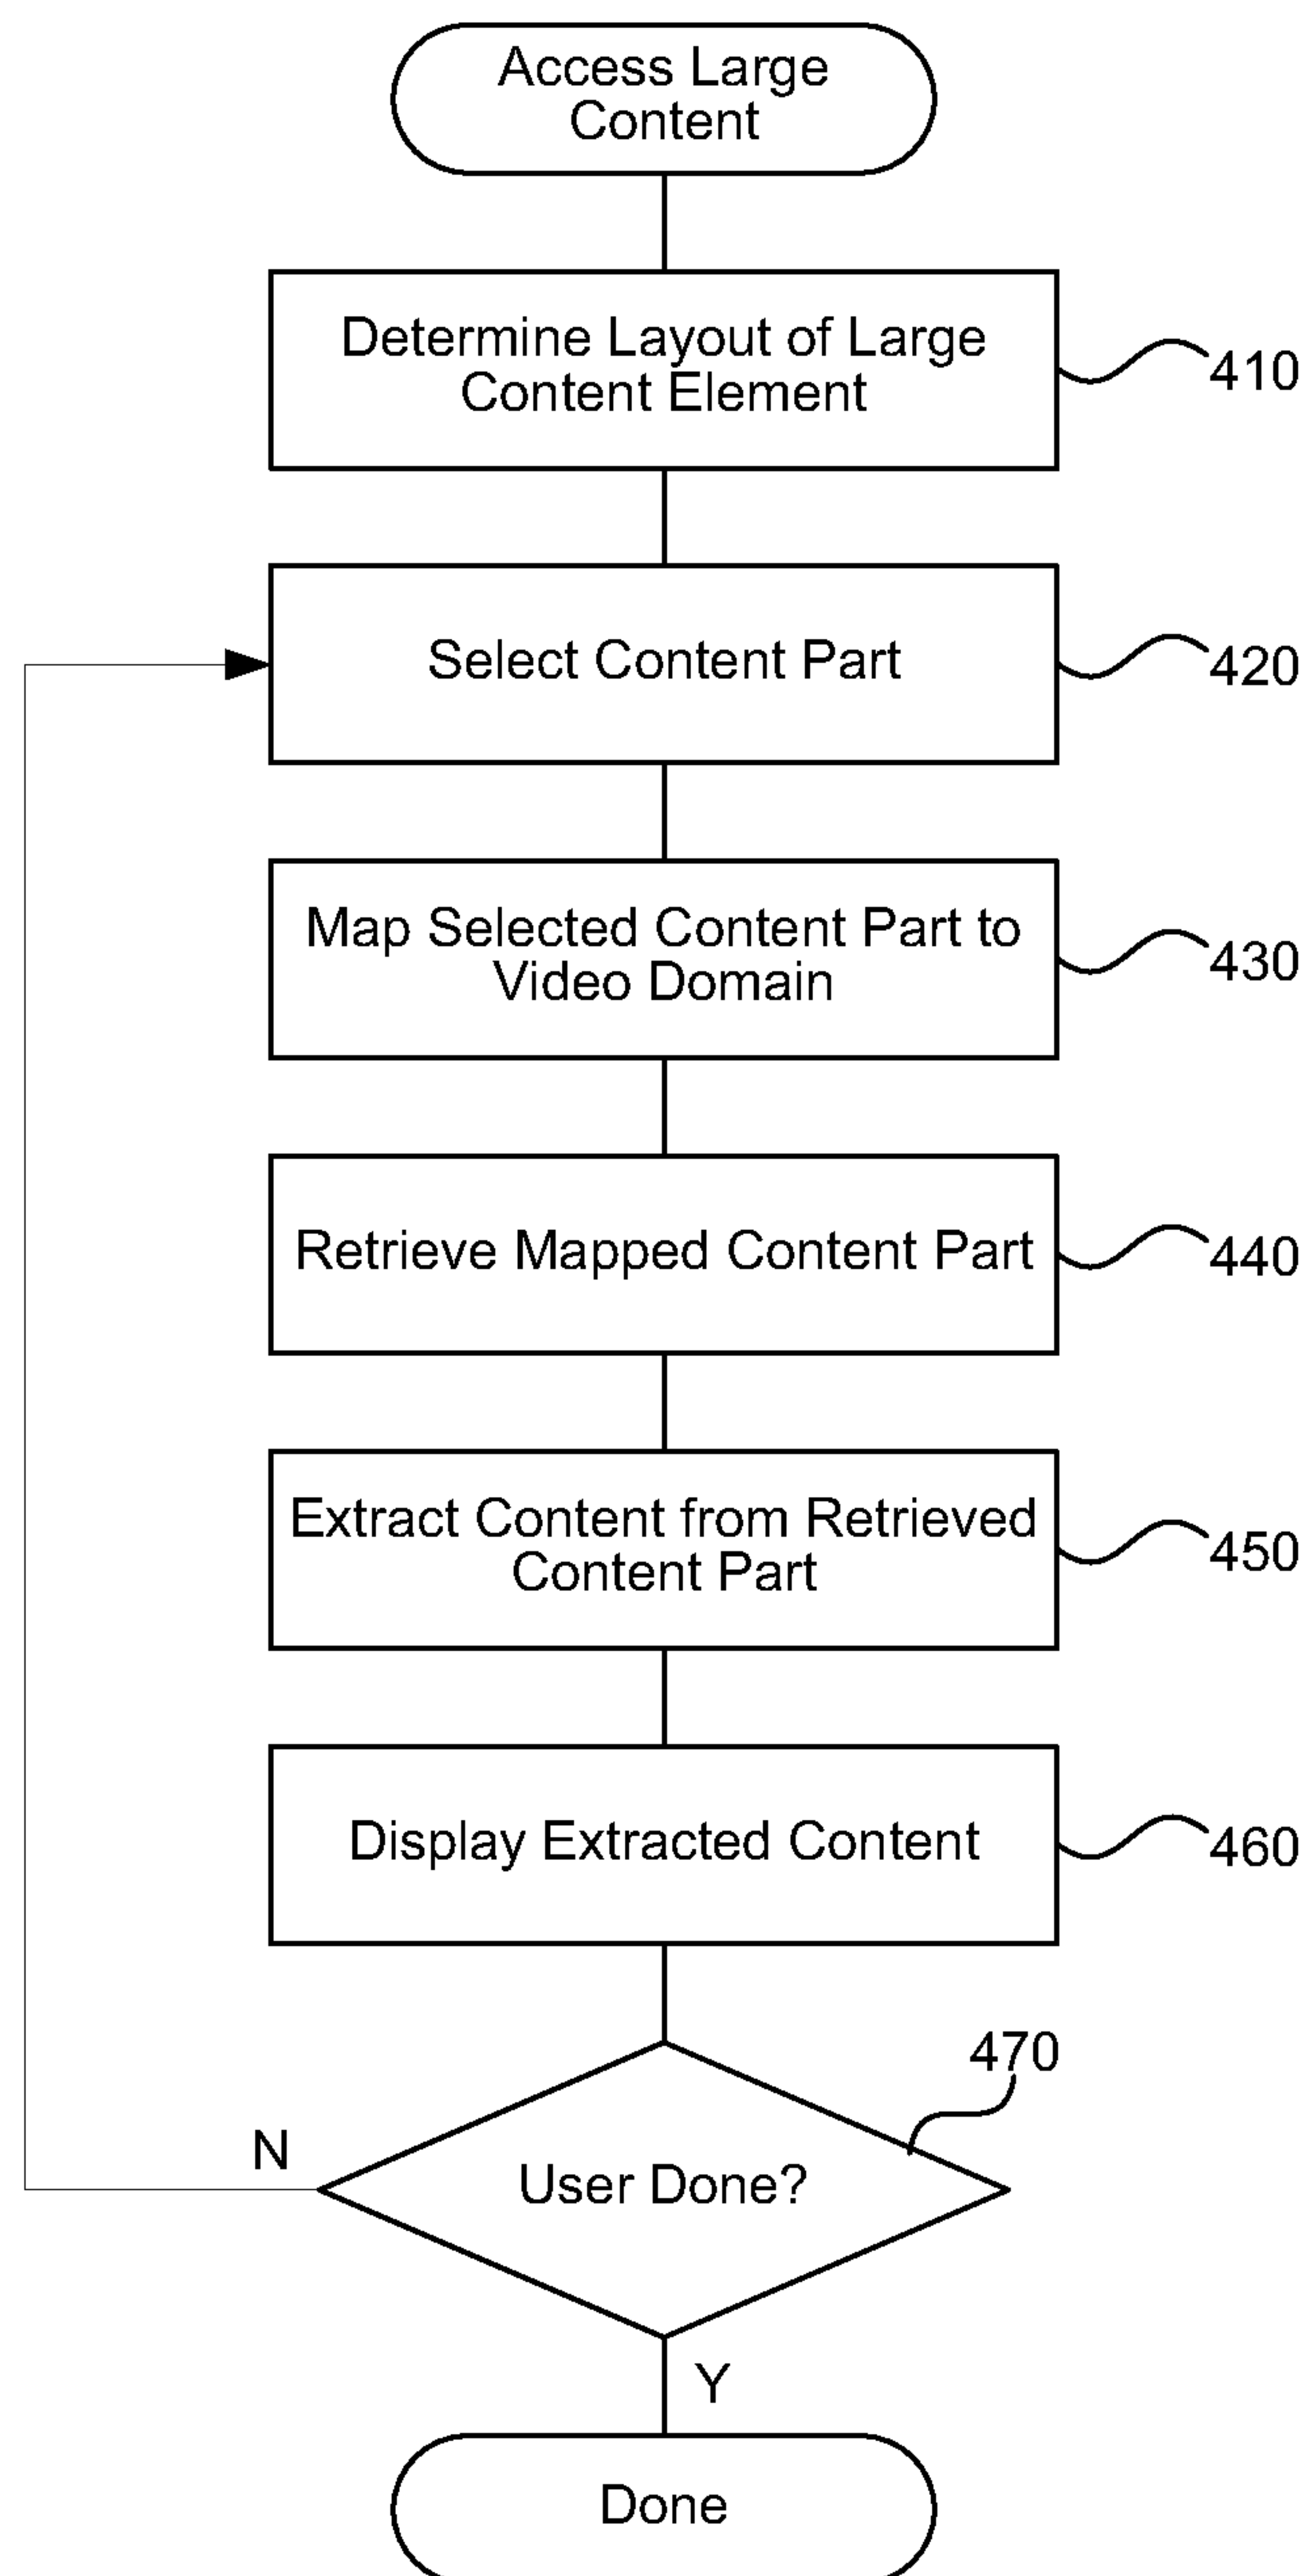 Access Large
Content
Determine Layout of Large
Content Element
410
Select Content Part
420
Map Selected Content Part to
Video Domain
430
Retrieve Mapped Content Part
440
Extract Content from Retrieved
Content Part
450
Display Extracted Content
460
470
N
User Done?
Y
Done